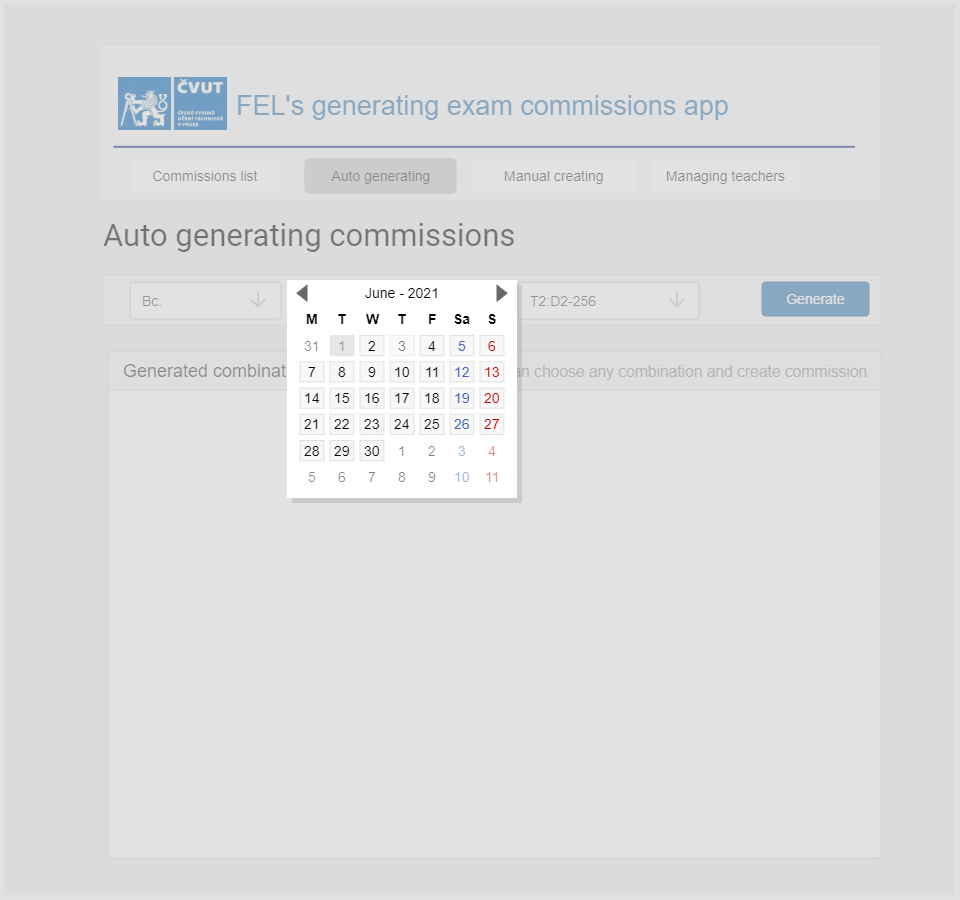 ČVUT
ČESKÉ VYSOKÉ
UČENÍ TECHNICKÉ
V PRAZE
FEL's generating exam commissions app
Commissions list Auto generating Manual creating Managing teachers
Auto generating commissions
Bc. T2:D2-256 Generate
June - 2021
M T W T F Sa S
31 1 2 3 4 5 6
7 8 9 10 11 12 13
14 15 16 17 18 19 20
21 22 23 24 25 26 27
28 29 30 1 2 3 4
5 6 7 8 9 10 11
Generated combinat an choose any combination and create commission